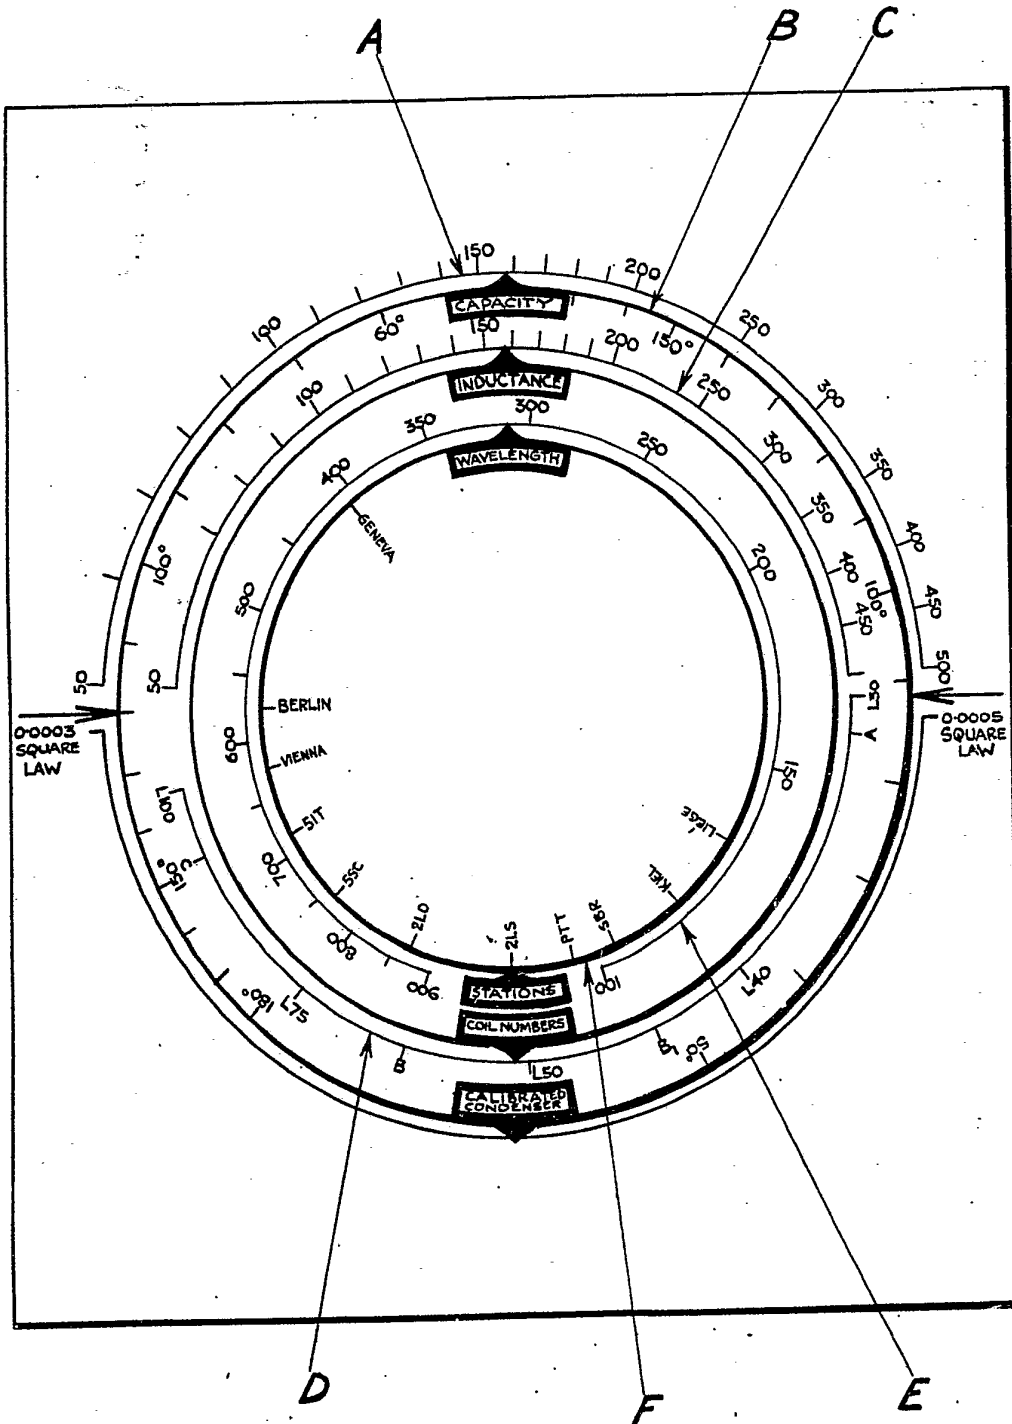 A
B
C
150
200
100
CAPACITY
250
60°
150
150°
200
INDUCTANCE
100
250
300
300
350
250
WAVELENGTH
300
350
400
350
GENEVA
400
100°
200
400
100°
500
450
450
50
50
500
L30
BERLIN
0.0003
SQUARE
LAW
A
0.0005
SQUARE
LAW
600
VIENNA
150
L100
5IT
LIEGE
C
150°
700
5SC
KIEL
2LO
5BR
PTT
2LS
800
L40
900
100
STATIONS
180°
L75
COIL NUMBERS
50°
B
L50
CALIBRATED
CONDENSER
D
F
E